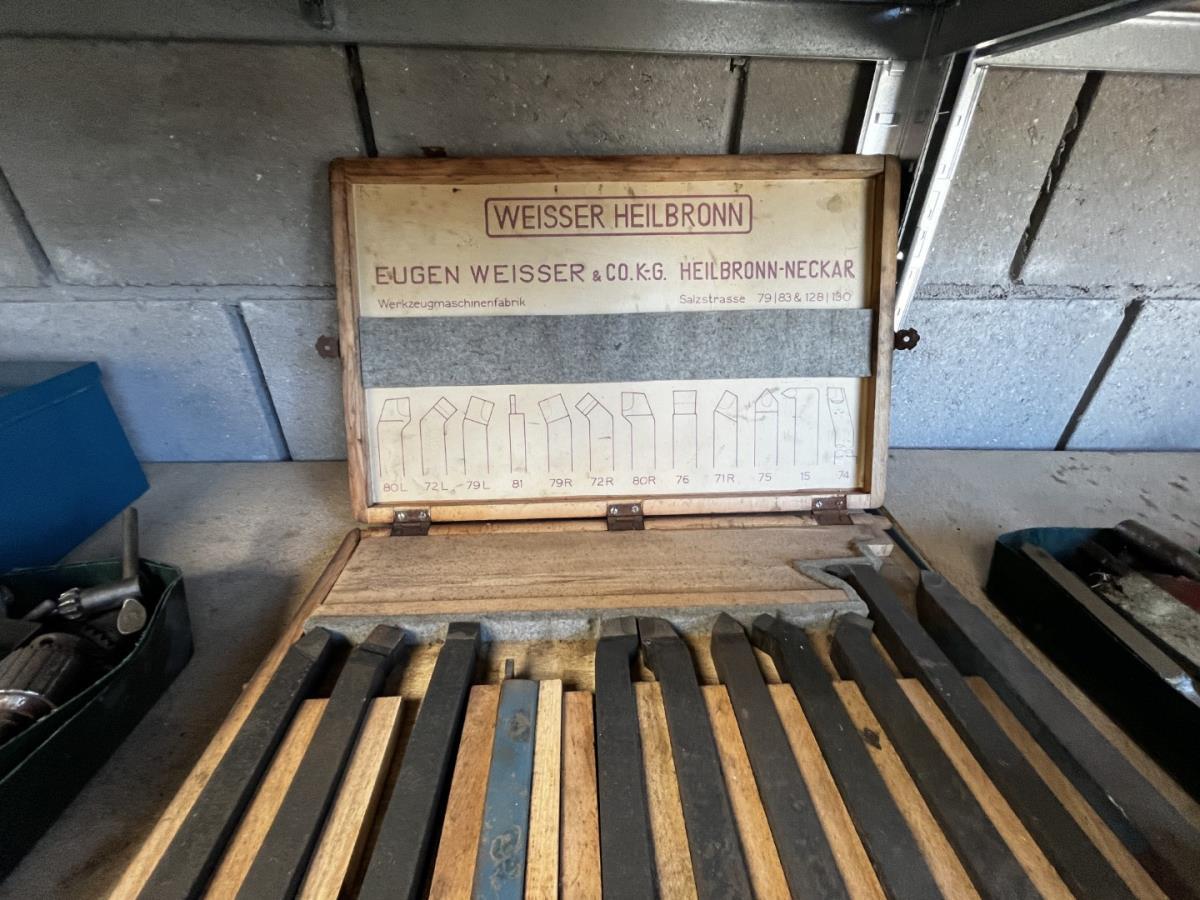 WEISSER HEILBRONN
EUGEN WEISSER & CO. K.-G. HEILBRONN-NECKAR
Werkzeugmaschinenfabrik Salzstrasse 79|83 & 128|130
80L 72L 79L 81 79R 72R 80R 76 71R 75 15 74